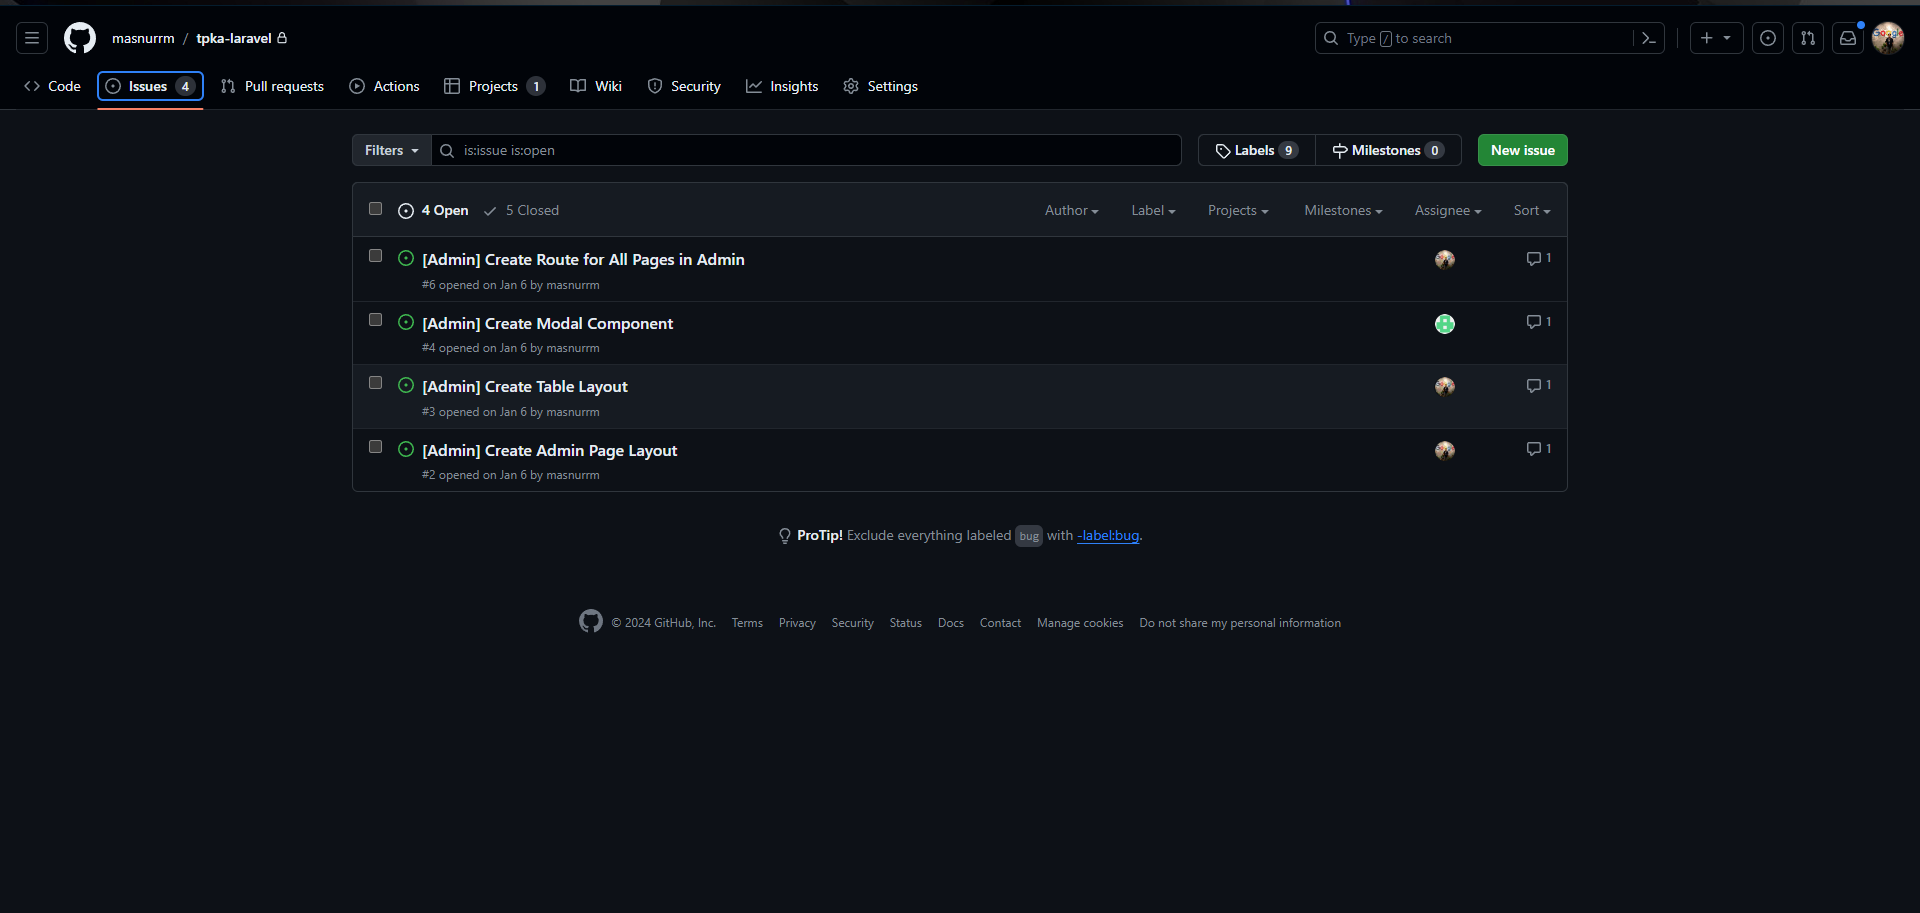 masnurrm / tpka-laravel
Type / to search
Code
Issues 4
Pull requests
Actions
Projects 1
Wiki
Security
Insights
Settings
Filters
is:issue is:open
Labels 9
Milestones 0
New issue
4 Open
5 Closed
Author
Label
Projects
Milestones
Assignee
Sort
[Admin] Create Route for All Pages in Admin
1
#6 opened on Jan 6 by masnurrm
[Admin] Create Modal Component
1
#4 opened on Jan 6 by masnurrm
[Admin] Create Table Layout
1
#3 opened on Jan 6 by masnurrm
[Admin] Create Admin Page Layout
1
#2 opened on Jan 6 by masnurrm
ProTip! Exclude everything labeled bug with -label:bug.
© 2024 GitHub, Inc. Terms Privacy Security Status Docs Contact Manage cookies Do not share my personal information